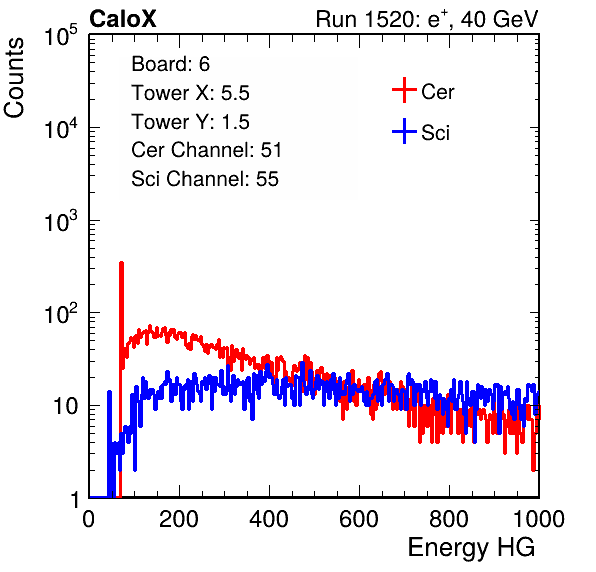 CaloX Run 1520: e⁺, 40 GeV
Counts
10⁵
10⁴
10³
10²
10
1
Board: 6
Tower X: 5.5
Tower Y: 1.5
Cer Channel: 51
Sci Channel: 55
Cer
Sci
0 200 400 600 800 1000
Energy HG